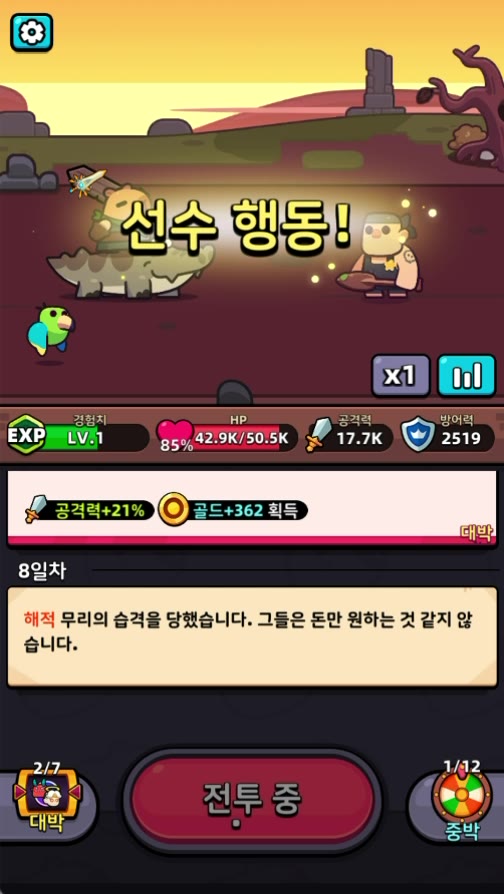 선수 행동!
x1
경험치
EXP LV.1
HP
85% 42.9K/50.5K
공격력
17.7K
방어력
2519
공격력+21% 골드+362 획득
대박
8일차
해적 무리의 습격을 당했습니다. 그들은 돈만 원하는 것 같지 않
습니다.
2/7
대박
전투 중
1/12
중박